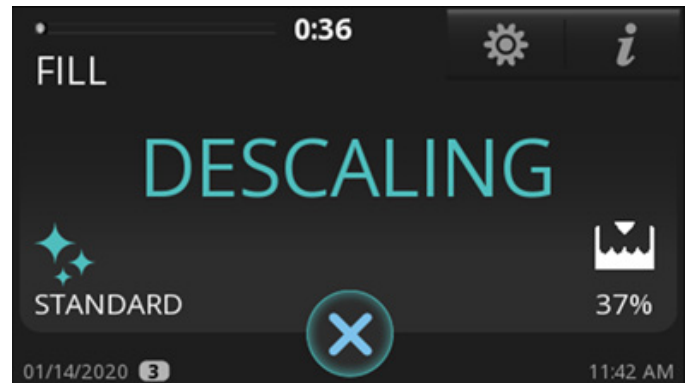 0:36
i
FILL
DESCALING
STANDARD
37%
01/14/2020 3
11:42 AM